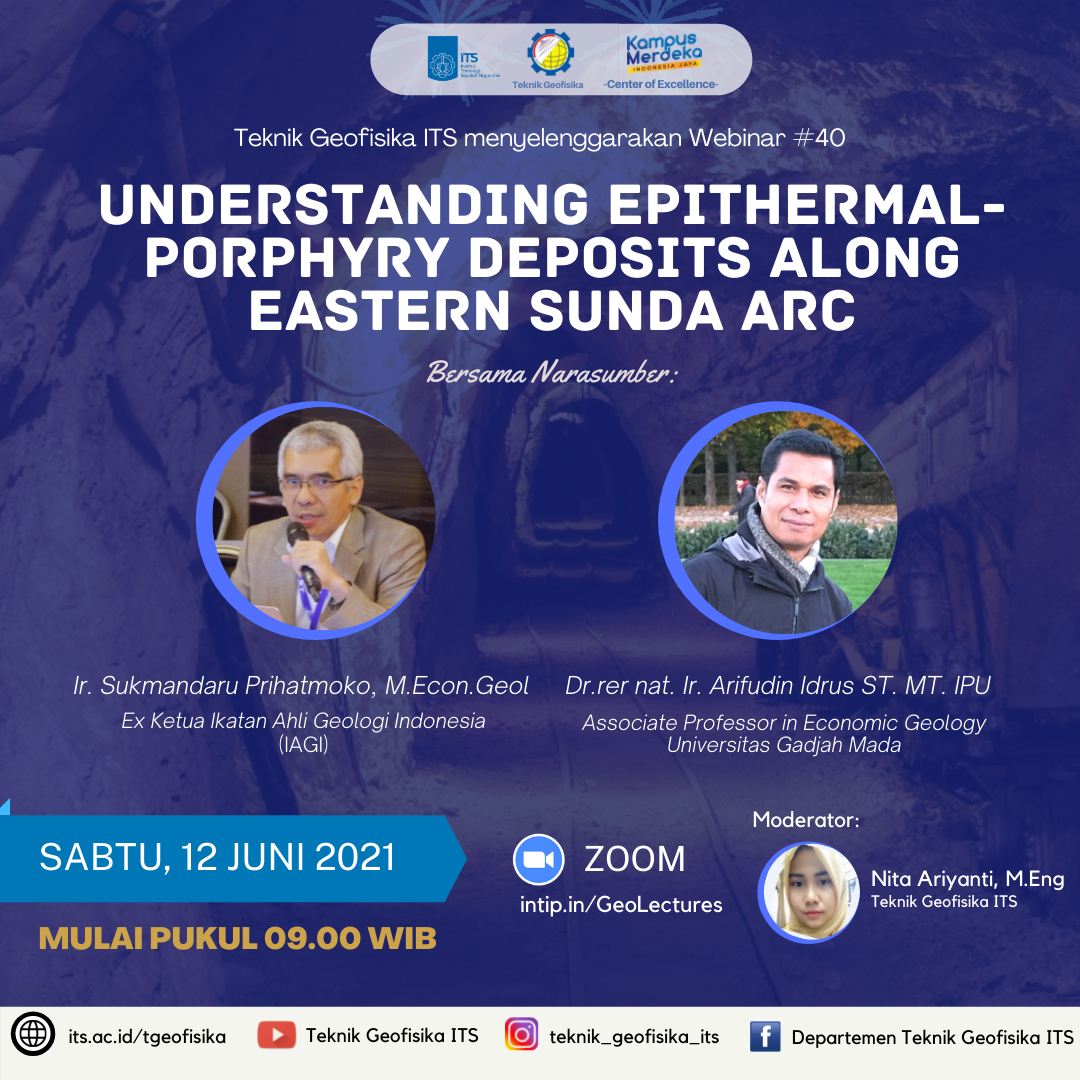 ITS
Institut
Teknologi
Sepuluh Nopember
Teknik Geofisika
Kampus
Merdeka
INDONESIA JAYA
-Center of Excellence-
Teknik Geofisika ITS menyelenggarakan Webinar #40
UNDERSTANDING EPITHERMAL-
PORPHYRY DEPOSITS ALONG
EASTERN SUNDA ARC
Bersama Narasumber:
Ir. Sukmandaru Prihatmoko, M.Econ.Geol
Ex Ketua Ikatan Ahli Geologi Indonesia
(IAGI)
Dr.rer nat. Ir. Arifudin Idrus ST. MT. IPU
Associate Professor in Economic Geology
Universitas Gadjah Mada
SABTU, 12 JUNI 2021
MULAI PUKUL 09.00 WIB
ZOOM
intip.in/GeoLectures
Moderator:
Nita Ariyanti, M.Eng
Teknik Geofisika ITS
its.ac.id/tgeofisika
Teknik Geofisika ITS
teknik_geofisika_its
Departemen Teknik Geofisika ITS